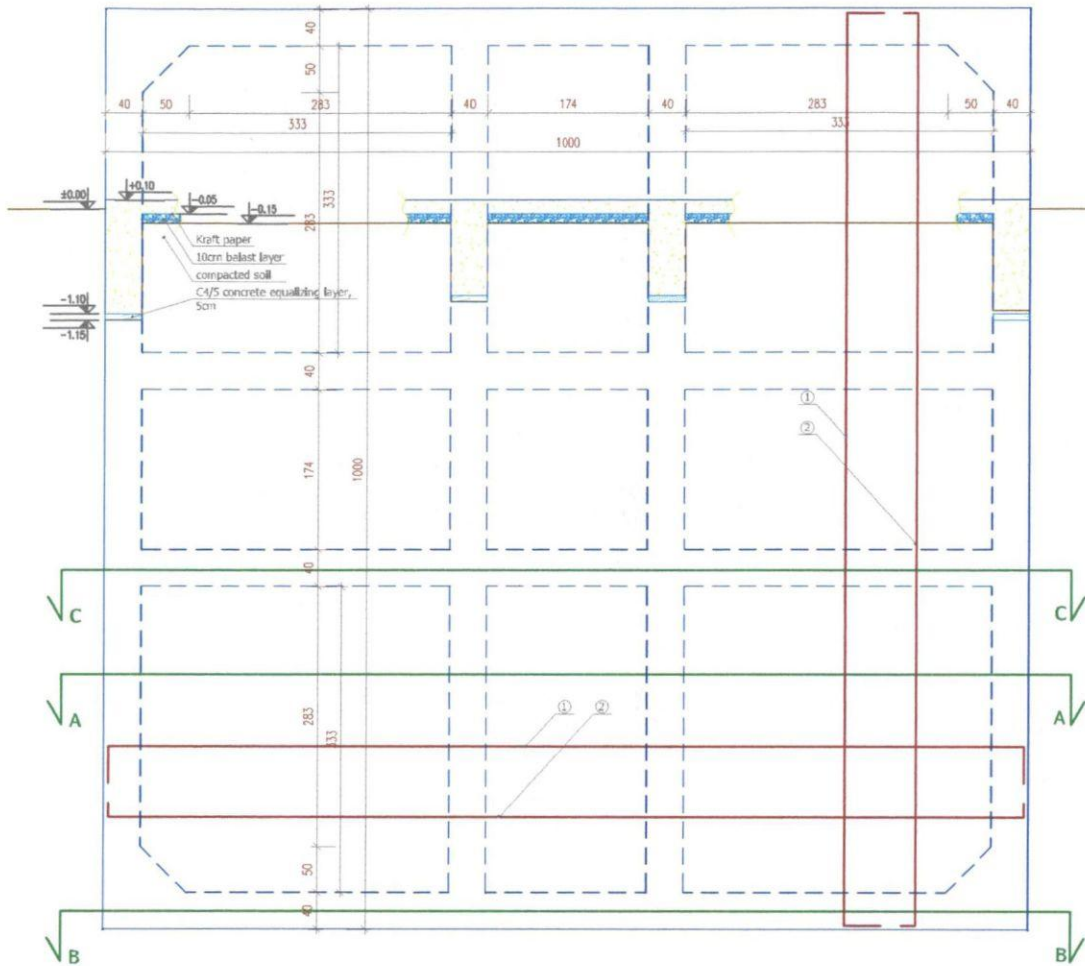 40
50
40 50 283 40 174 40 283 50 40
333 333
1000
±0.00 +0.10 -0.05 -0.15
333
283
Kraft paper
10cm balast layer
compacted soil
C4/5 concrete equalizing layer,
5cm
-1.10
-1.15
40
①
②
174 1000
40
C C
A A
283 333
① ②
50
40
B B